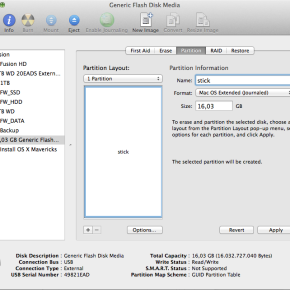 Generic Flash Disk Media
Info
Burn
Mount
Eject
Enable Journaling
New Image
Convert
Resize Image
First Aid
Erase
Partition
RAID
Restore
Fusion HD
TB WD 20EADS Extern...
1TB
FW_SSD
FW_HDD
TB WD...
FW_DATA
Backup
,03 GB Generic Flash...
Install OS X Mavericks
Partition Layout:
1 Partition
stick
+
−
Options...
Partition Information
Name: stick
Format: Mac OS Extended (Journaled)
Size: 16,03 GB
To erase and partition the selected disk, choose a
layout from the Partition Layout pop-up menu, se
options for each partition, and click Apply.
The selected partition will be created.
Revert
Apply
Disk Description : Generic Flash Disk Media
Connection Bus : USB
Connection Type : External
USB Serial Number : 49B21EAD
Total Capacity : 16,03 GB (16.032.727.040 Bytes)
Write Status : Read/Write
S.M.A.R.T. Status : Not Supported
Partition Map Scheme : GUID Partition Table